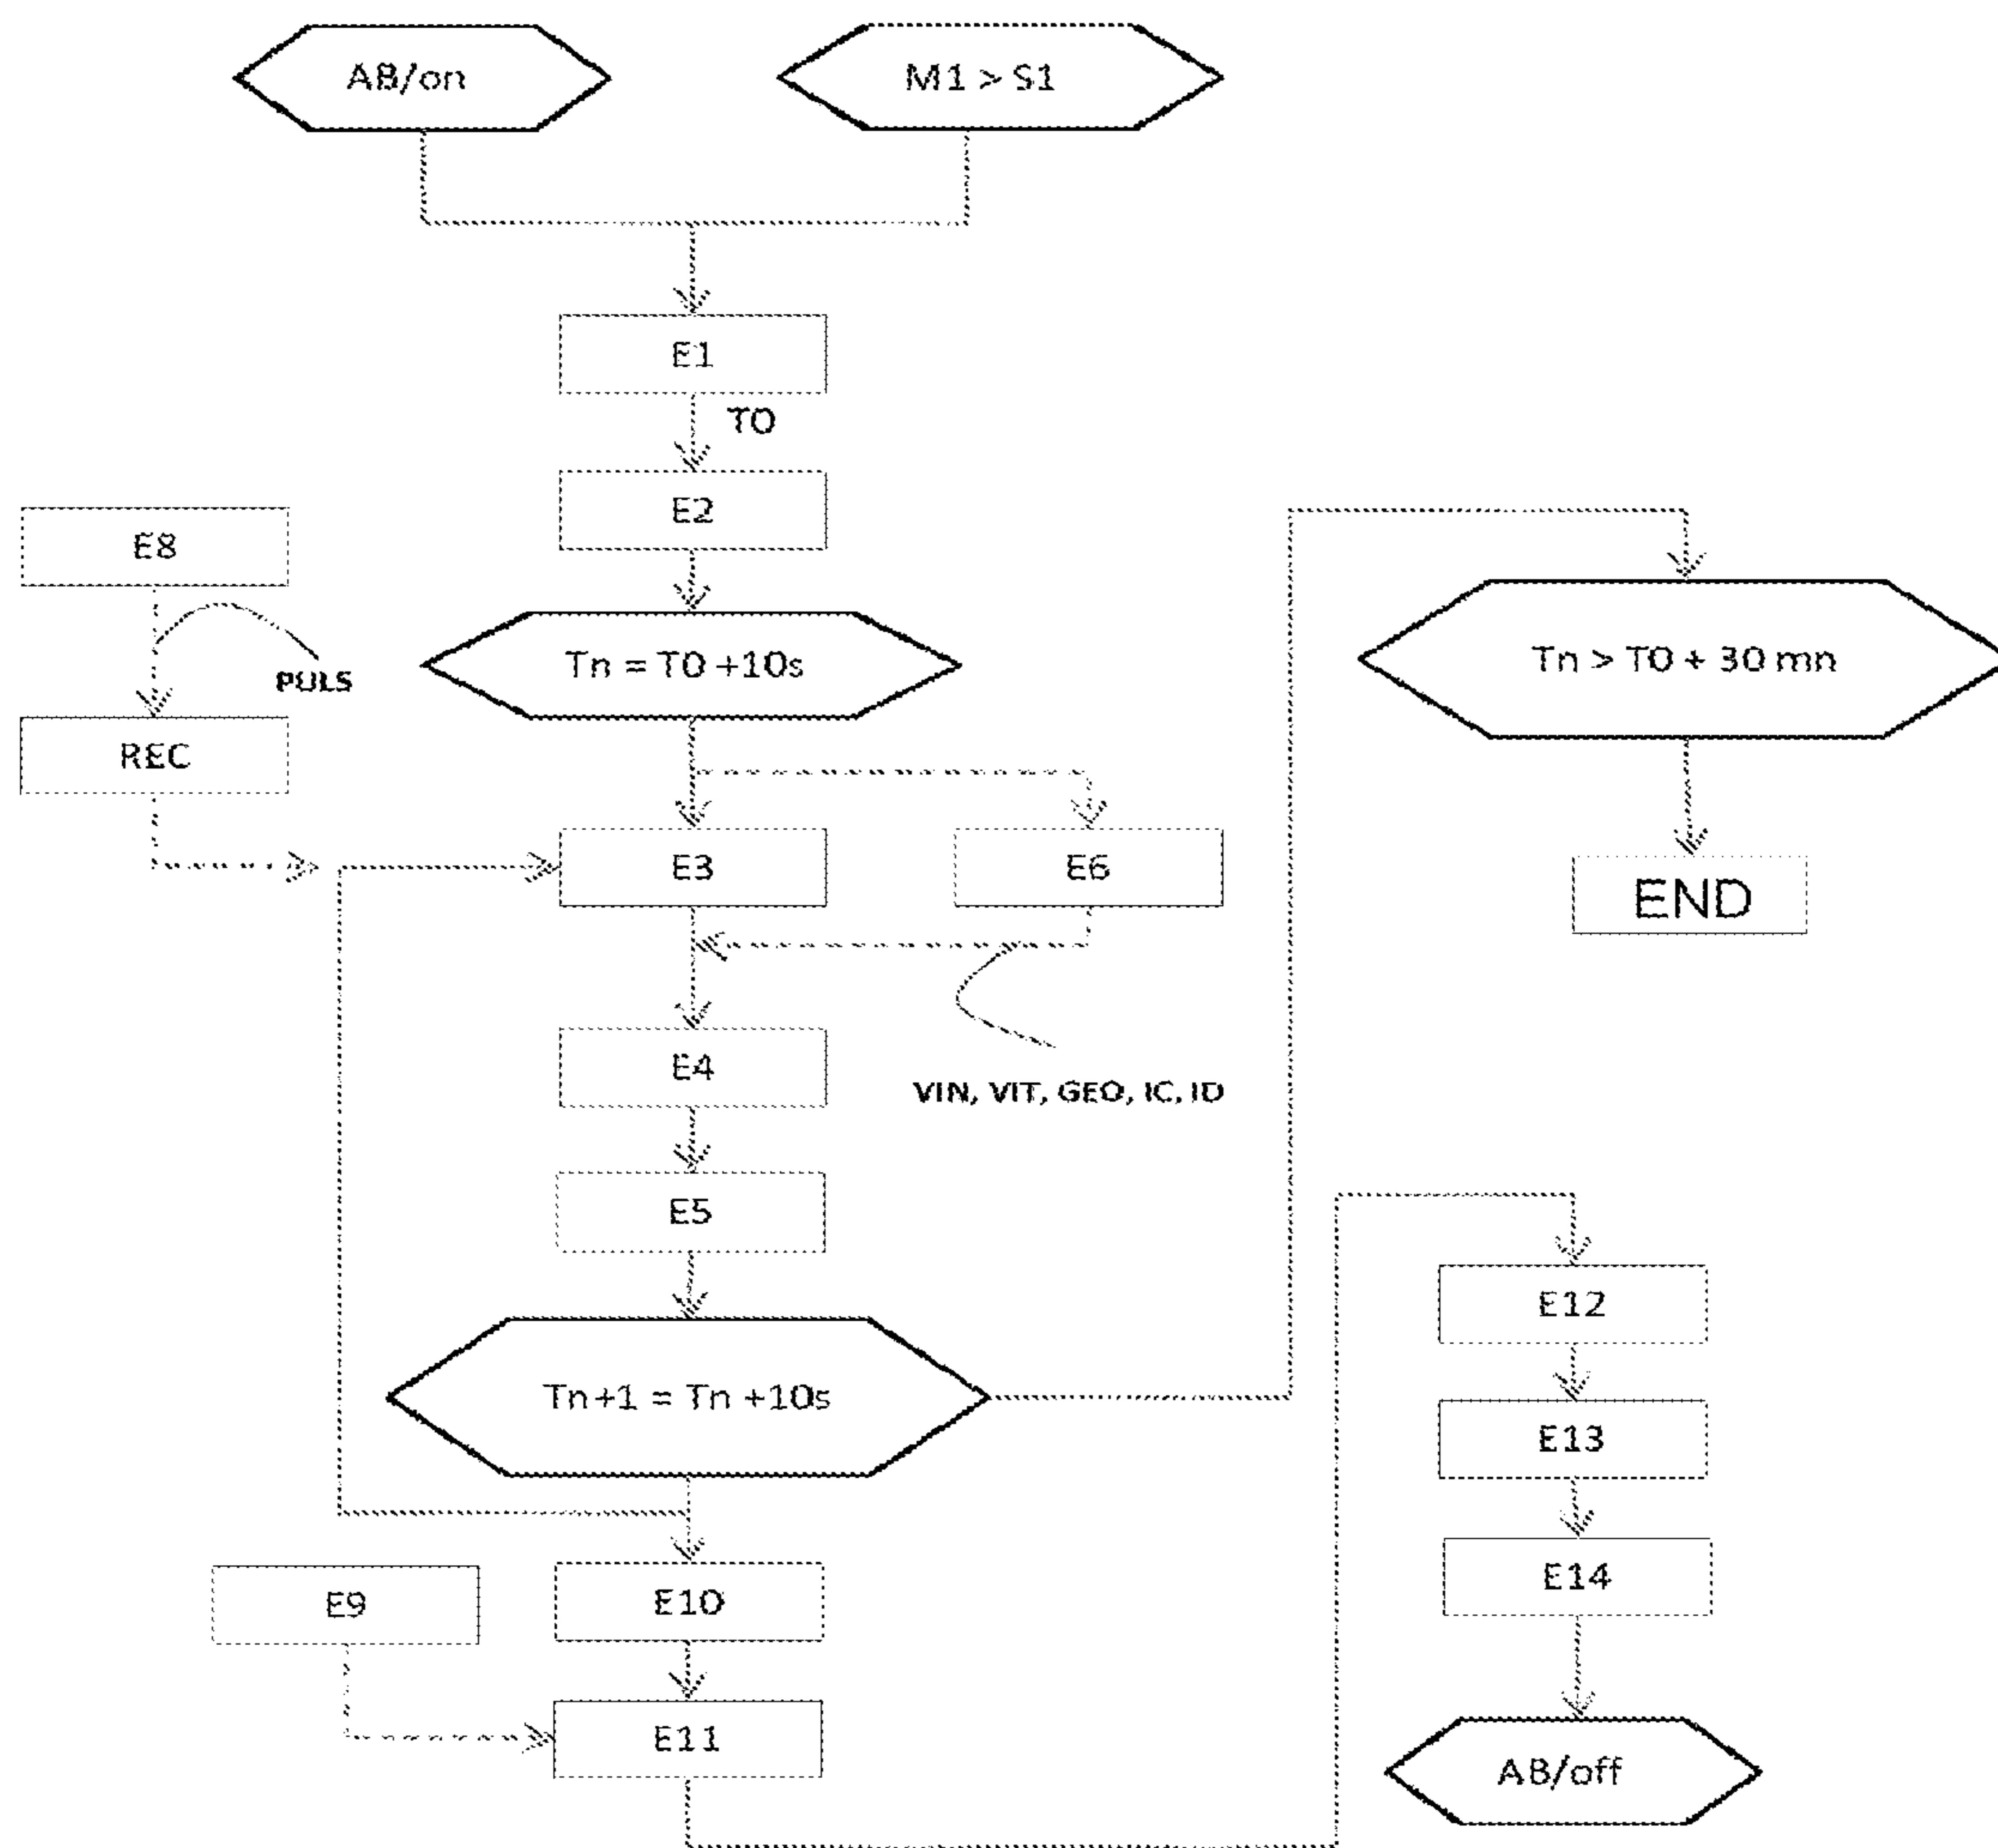 AB/on
M1 > S1
E1
T0
E2
E8
PULS
REC
Tn = T0 +10s
Tn > T0 + 30 mn
E3
E6
END
E4
VIN, VIT, GEO, IC, ID
E5
Tn+1 = Tn +10s
E12
E13
E14
E9
E10
E11
AB/off